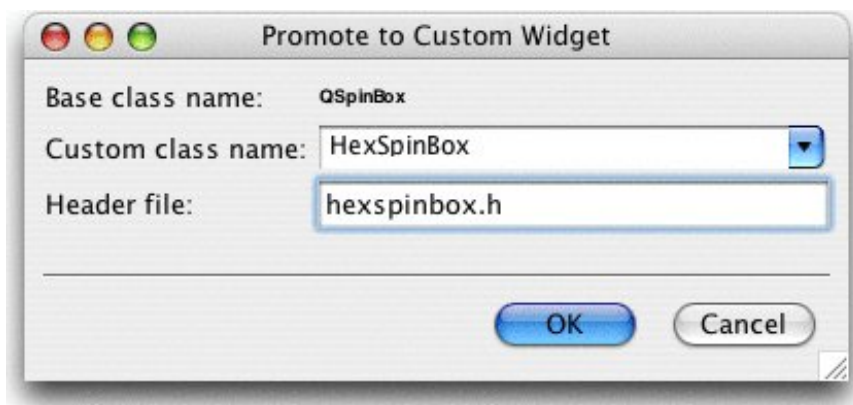 Promote to Custom Widget
Base class name: QSpinBox
Custom class name: HexSpinBox
Header file: hexspinbox.h
OK Cancel